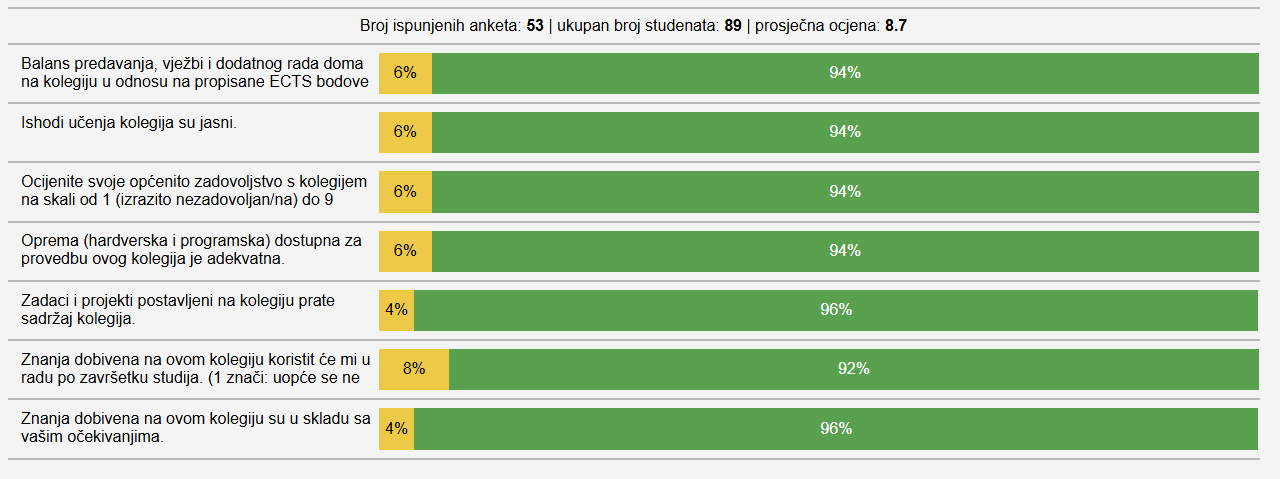 Broj ispunjenih anketa: 53 | ukupan broj studenata: 89 | prosječna ocjena: 8.7
Balans predavanja, vježbi i dodatnog rada doma
na kolegiju u odnosu na propisane ECTS bodove
6% 94%
Ishodi učenja kolegija su jasni.
6% 94%
Ocijenite svoje općenito zadovoljstvo s kolegijem
na skali od 1 (izrazito nezadovoljan/na) do 9
6% 94%
Oprema (hardverska i programska) dostupna za
provedbu ovog kolegija je adekvatna.
6% 94%
Zadaci i projekti postavljeni na kolegiju prate
sadržaj kolegija.
4% 96%
Znanja dobivena na ovom kolegiju koristit će mi u
radu po završetku studija. (1 znači: uopće se ne
8% 92%
Znanja dobivena na ovom kolegiju su u skladu sa
vašim očekivanjima.
4% 96%